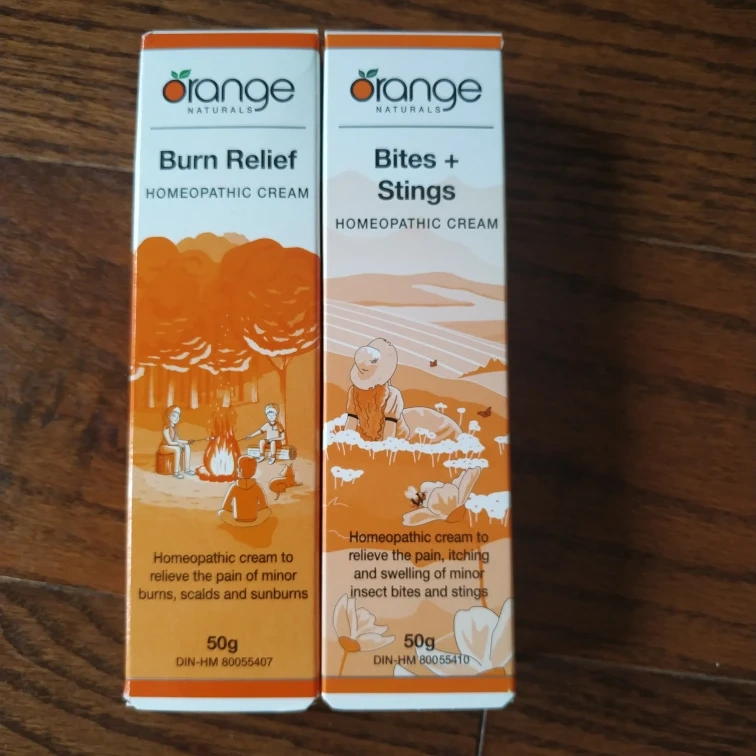 orange
NATURALS
Burn Relief
HOMEOPATHIC CREAM
Homeopathic cream to
relieve the pain of minor
burns, scalds and sunburns
50g
DIN-HM 80055407
orange
NATURALS
Bites +
Stings
HOMEOPATHIC CREAM
Homeopathic cream to
relieve the pain, itching
and swelling of minor
insect bites and stings
50g
DIN-HM 80055410